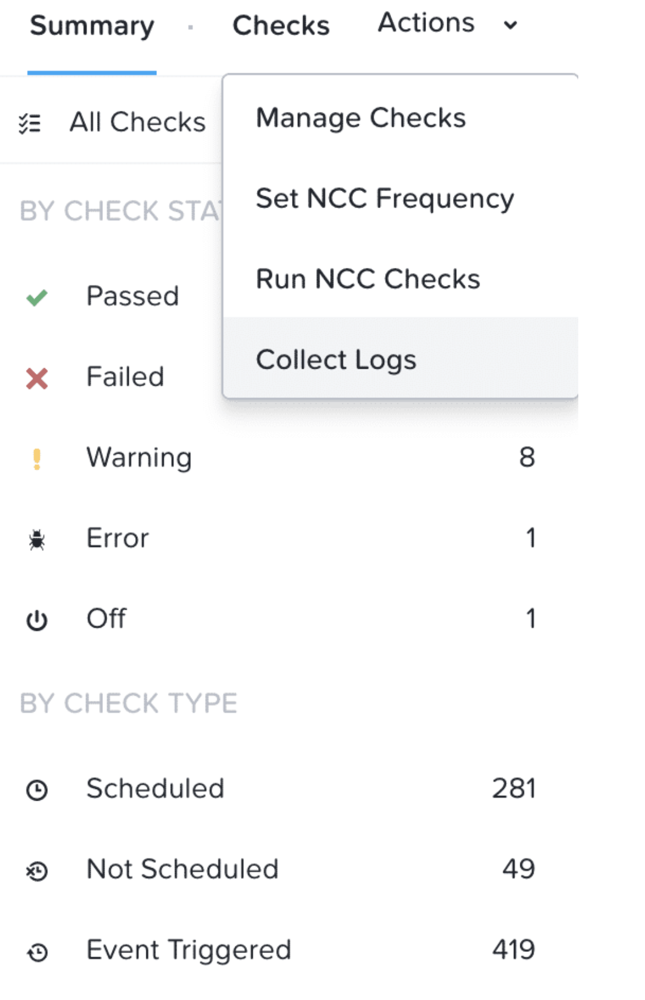 Summary · Checks Actions
Manage Checks
All Checks
Set NCC Frequency
BY CHECK
Run NCC Checks
Passed
Collect Logs
Failed
Warning 8
Error 1
Off 1
BY CHECK TYPE
Scheduled 281
Not Scheduled 49
Event Triggered 419